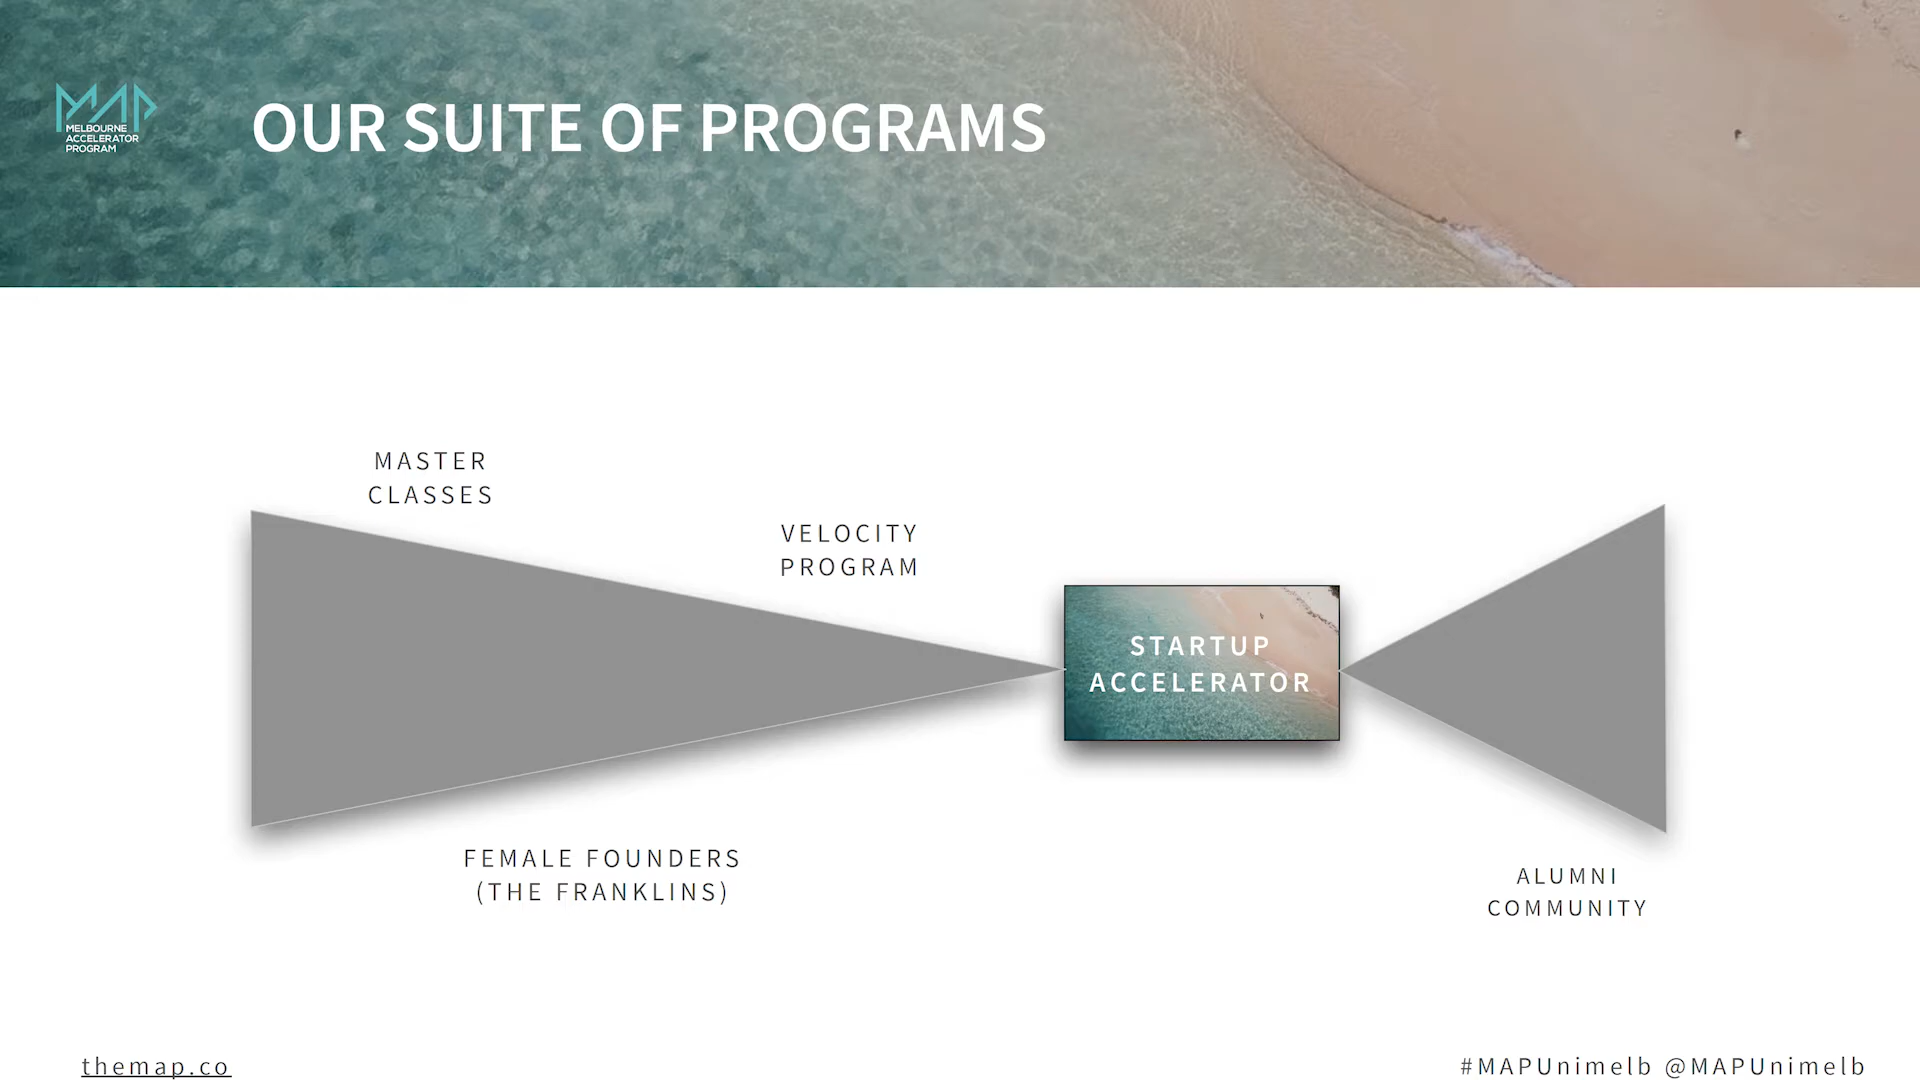 MAP
MELBOURNE
ACCELERATOR
PROGRAM
OUR SUITE OF PROGRAMS
MASTER
CLASSES
VELOCITY
PROGRAM
STARTUP
ACCELERATOR
FEMALE FOUNDERS
(THE FRANKLINS)
ALUMNI
COMMUNITY
themap.co
#MAPUnimelb @MAPUnimelb